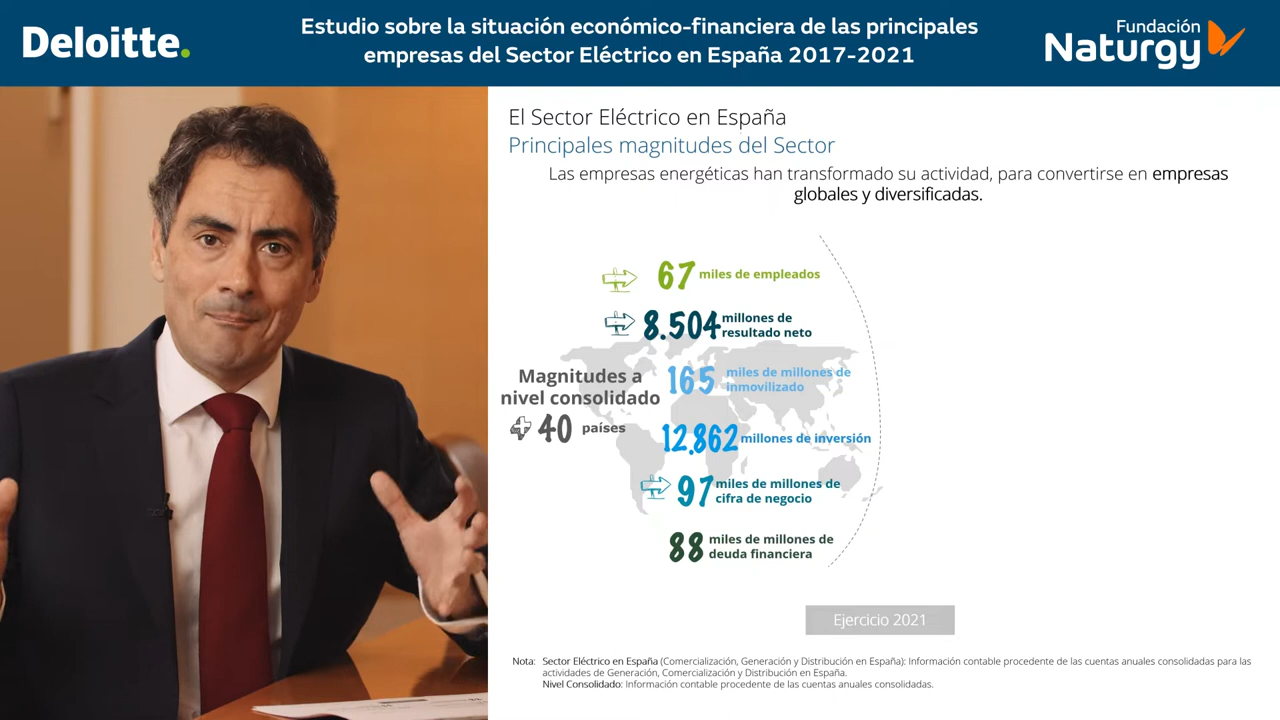 Deloitte.
Estudio sobre la situación económico-financiera de las principales
empresas del Sector Eléctrico en España 2017-2021
Fundación
Naturgy
El Sector Eléctrico en España
Principales magnitudes del Sector
Las empresas energéticas han transformado su actividad, para convertirse en empresas
globales y diversificadas.
67 miles de empleados
8.504 millones de
resultado neto
Magnitudes a
nivel consolidado
40 países
165 miles de millones de
inmovilizado
12.862 millones de inversión
97 miles de millones de
cifra de negocio
88 miles de millones de
deuda financiera
Ejercicio 2021
Nota: Sector Eléctrico en España (Comercialización, Generación y Distribución en España): Información contable procedente de las cuentas anuales consolidadas para las
actividades de Generación, Comercialización y Distribución en España.
Nivel Consolidado: Información contable procedente de las cuentas anuales consolidadas.